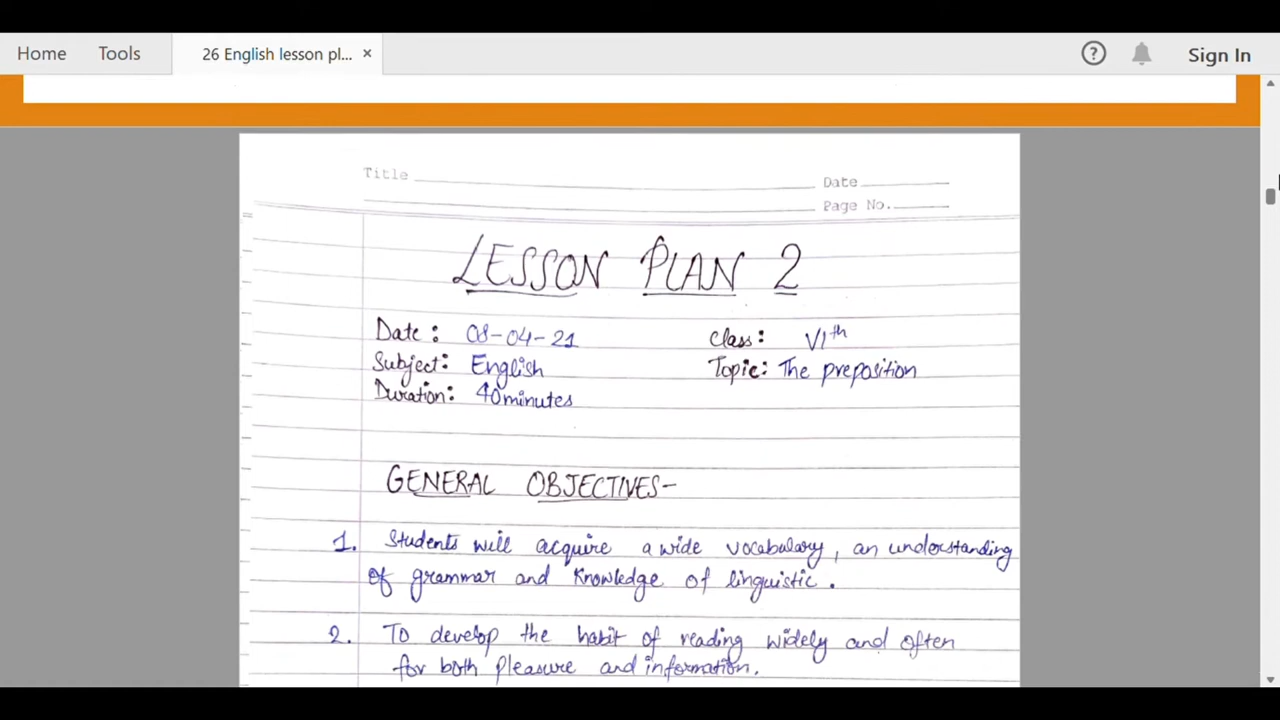 Home Tools 26 English lesson pl... × ? Sign In
Title Date
Page No.
LESSON PLAN 2
Date: 08-04-21 Class: VIth
Subject: English Topic: The preposition
Duration: 40minutes
GENERAL OBJECTIVES-
1. Students will acquire a wide vocabulary, an understanding
of grammar and knowledge of linguistic.
2. To develop the habit of reading widely and often
for both pleasure and information.